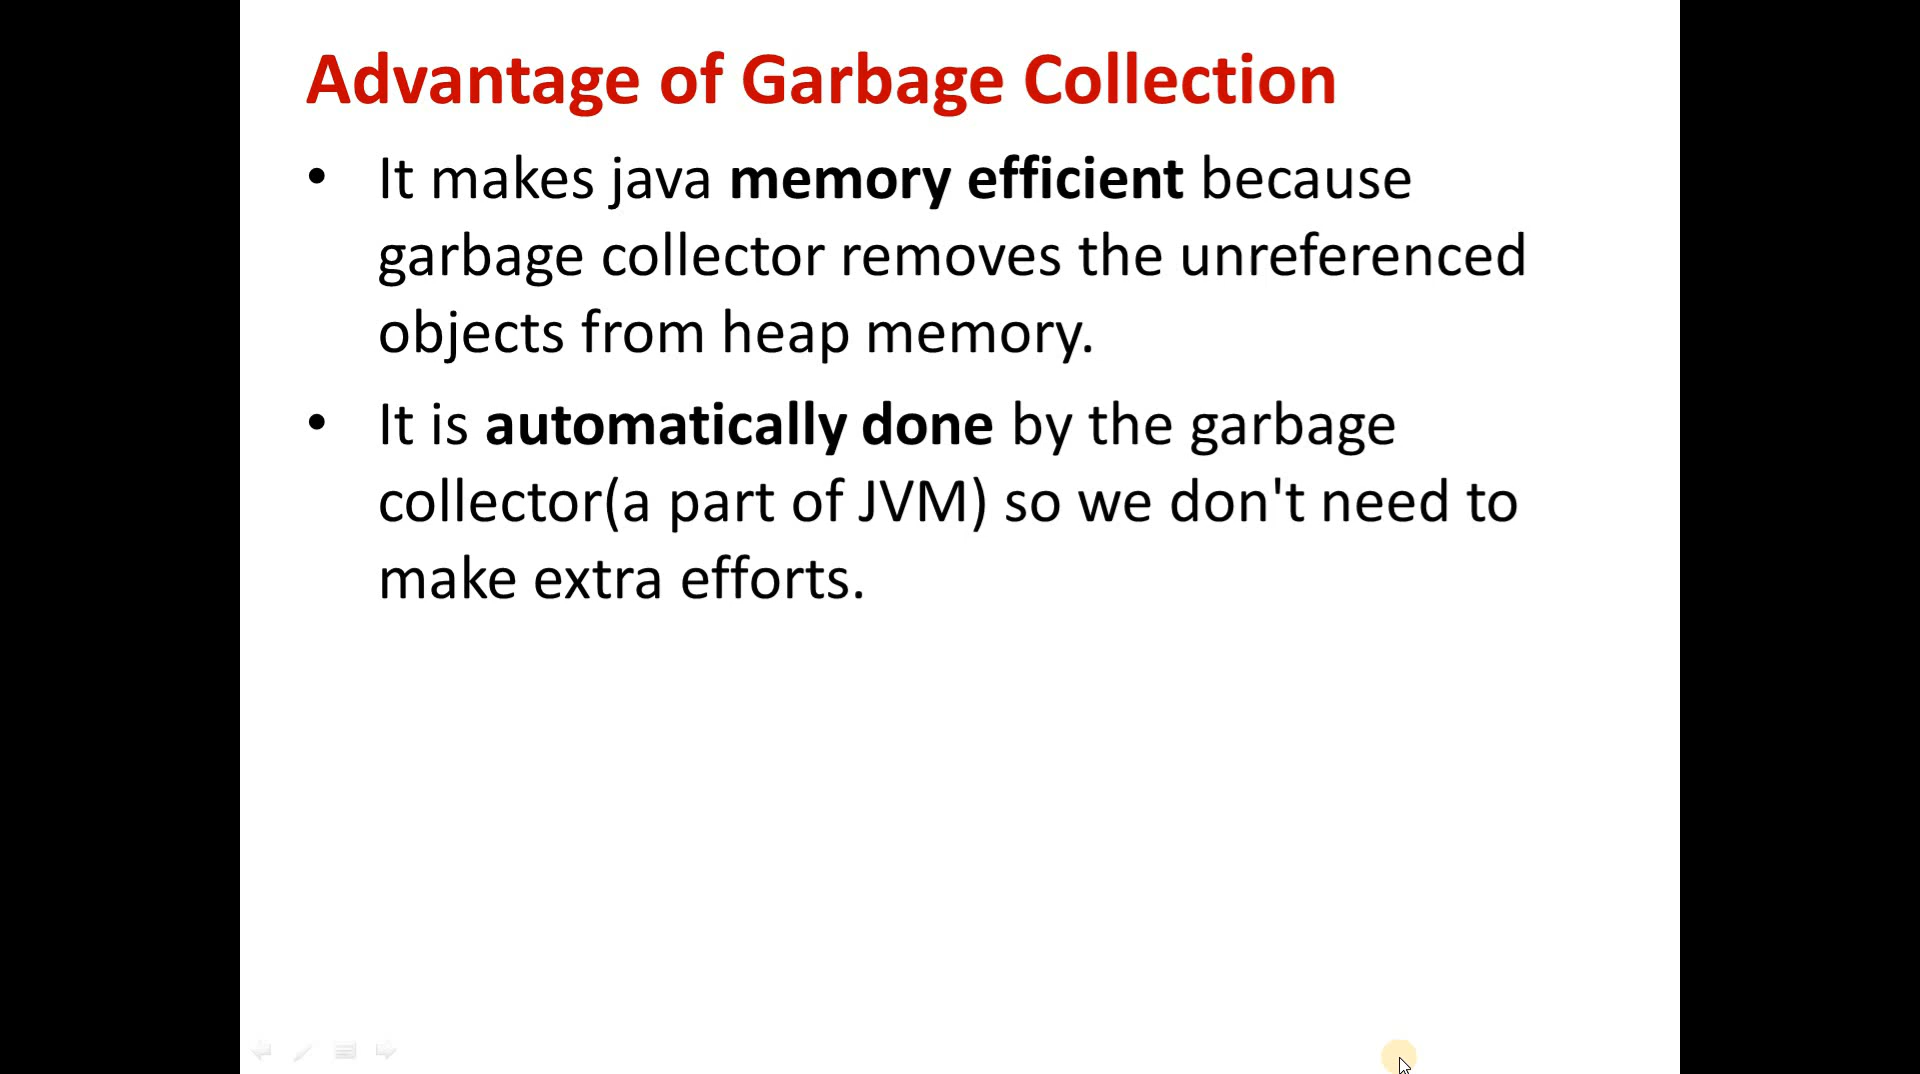 Advantage of Garbage Collection
• It makes java memory efficient because
garbage collector removes the unreferenced
objects from heap memory.
• It is automatically done by the garbage
collector(a part of JVM) so we don't need to
make extra efforts.